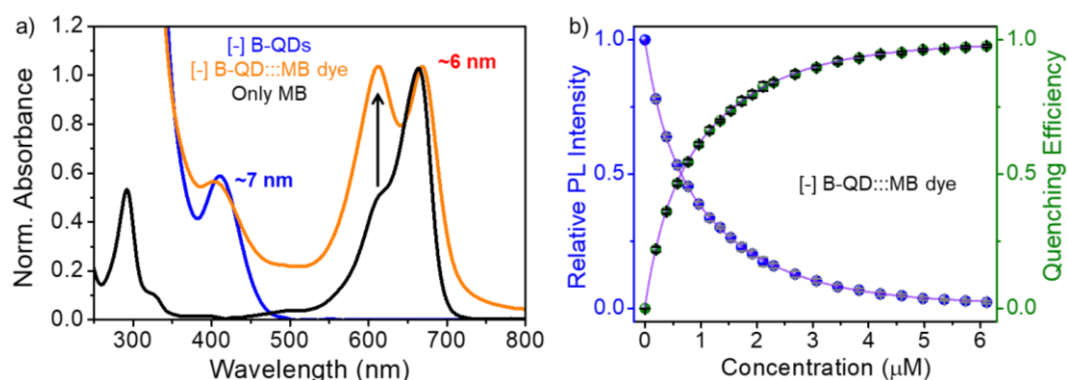 a)
[-] B-QDs
[-] B-QD:::MB dye
Only MB
~6 nm
~7 nm
Norm. Absorbance
1.2
1.0
0.8
0.6
0.4
0.2
0.0
300 400 500 600 700 800
Wavelength (nm)
b)
Relative PL Intensity
1.0
0.5
0.0
[-] B-QD:::MB dye
1.0
0.5
0.0
Quenching Efficiency
0 1 2 3 4 5 6
Concentration (μM)